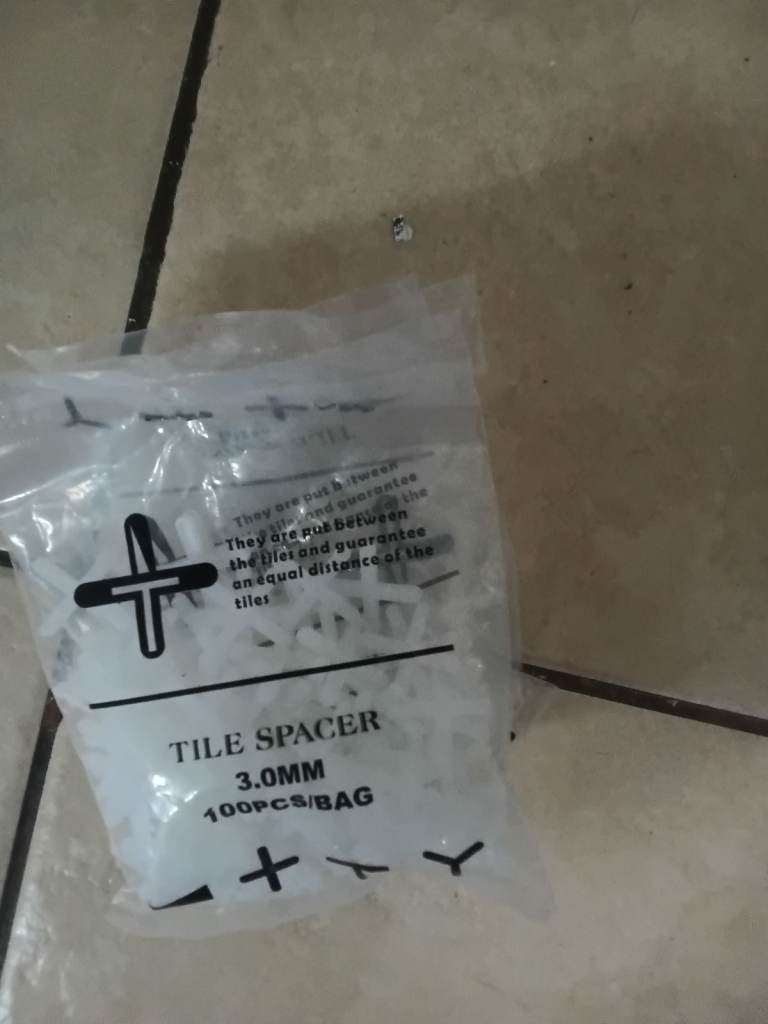 They are put between
the tiles and guarantee
an equal distance of the
tiles
TILE SPACER
3.0MM
100PCS/BAG